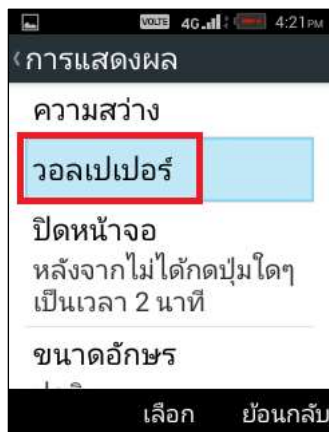 VOLTE 4G 4:21 PM
การแสดงผล
ความสว่าง
วอลเปเปอร์
ปิดหน้าจอ
หลังจากไม่ได้กดปุ่มใดๆ
เป็นเวลา 2 นาที
ขนาดอักษร
เลือก ย้อนกลับ